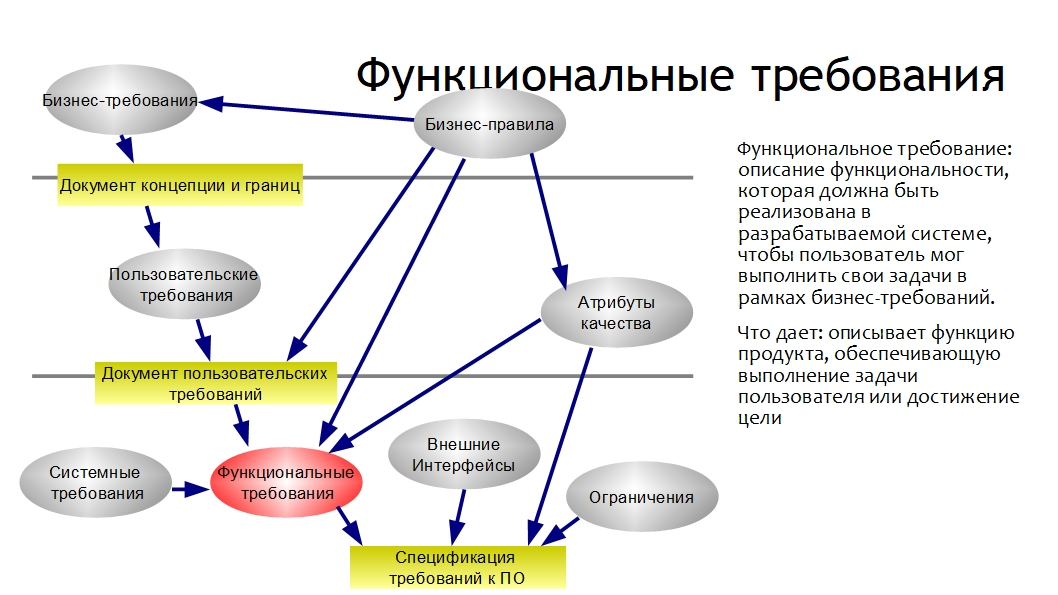 Функциональные требования
Бизнес-требования
Бизнес-правила
Документ концепции и границ
Пользовательские
требования
Атрибуты
качества
Документ пользовательских
требований
Системные
требования
Функциональные
требования
Внешние
Интерфейсы
Ограничения
Спецификация
требований к ПО
Функциональное требование:
описание функциональности,
которая должна быть
реализована в
разрабатываемой системе,
чтобы пользователь мог
выполнить свои задачи в
рамках бизнес-требований.
Что дает: описывает функцию
продукта, обеспечивающую
выполнение задачи
пользователя или достижение
цели